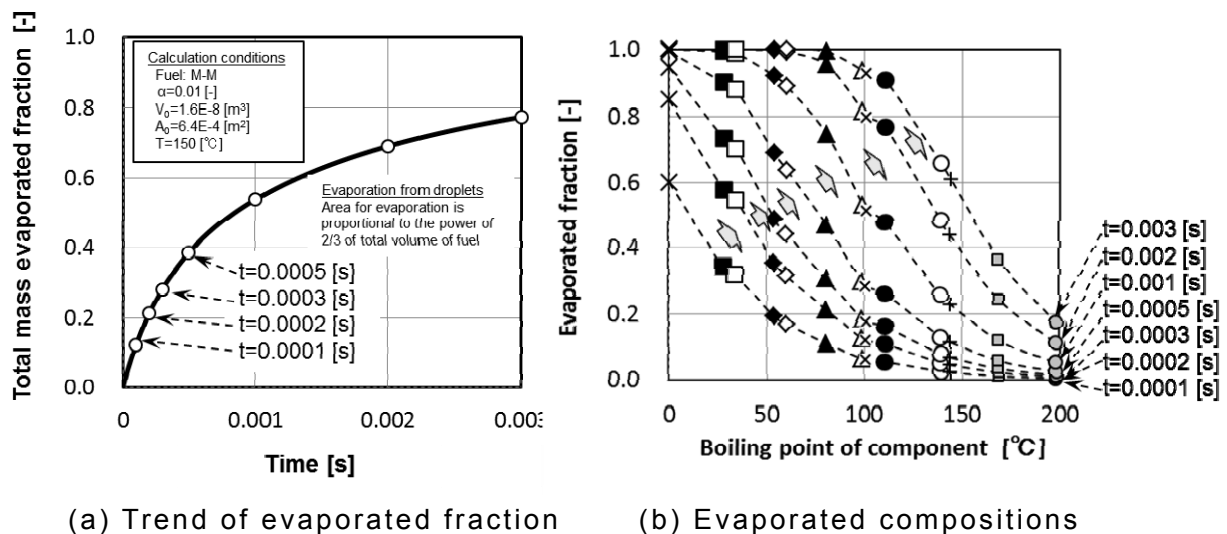 Total mass evaporated fraction [-]
1.0
0.8
0.6
0.4
0.2
0.0
Calculation conditions
Fuel: M-M
α=0.01 [-]
V₀=1.6E-8 [m³]
A₀=6.4E-4 [m²]
T=150 [℃]
Evaporation from droplets
Area for evaporation is
proportional to the power of
2/3 of total volume of fuel
t=0.0005 [s]
t=0.0003 [s]
t=0.0002 [s]
t=0.0001 [s]
0
0.001
0.002
0.003
Time [s]
(a) Trend of evaporated fraction
Evaporated fraction [-]
1.0
0.8
0.6
0.4
0.2
0.0
t=0.003 [s]
t=0.002 [s]
t=0.001 [s]
t=0.0005 [s]
t=0.0003 [s]
t=0.0002 [s]
t=0.0001 [s]
0
50
100
150
200
Boiling point of component [℃]
(b) Evaporated compositions